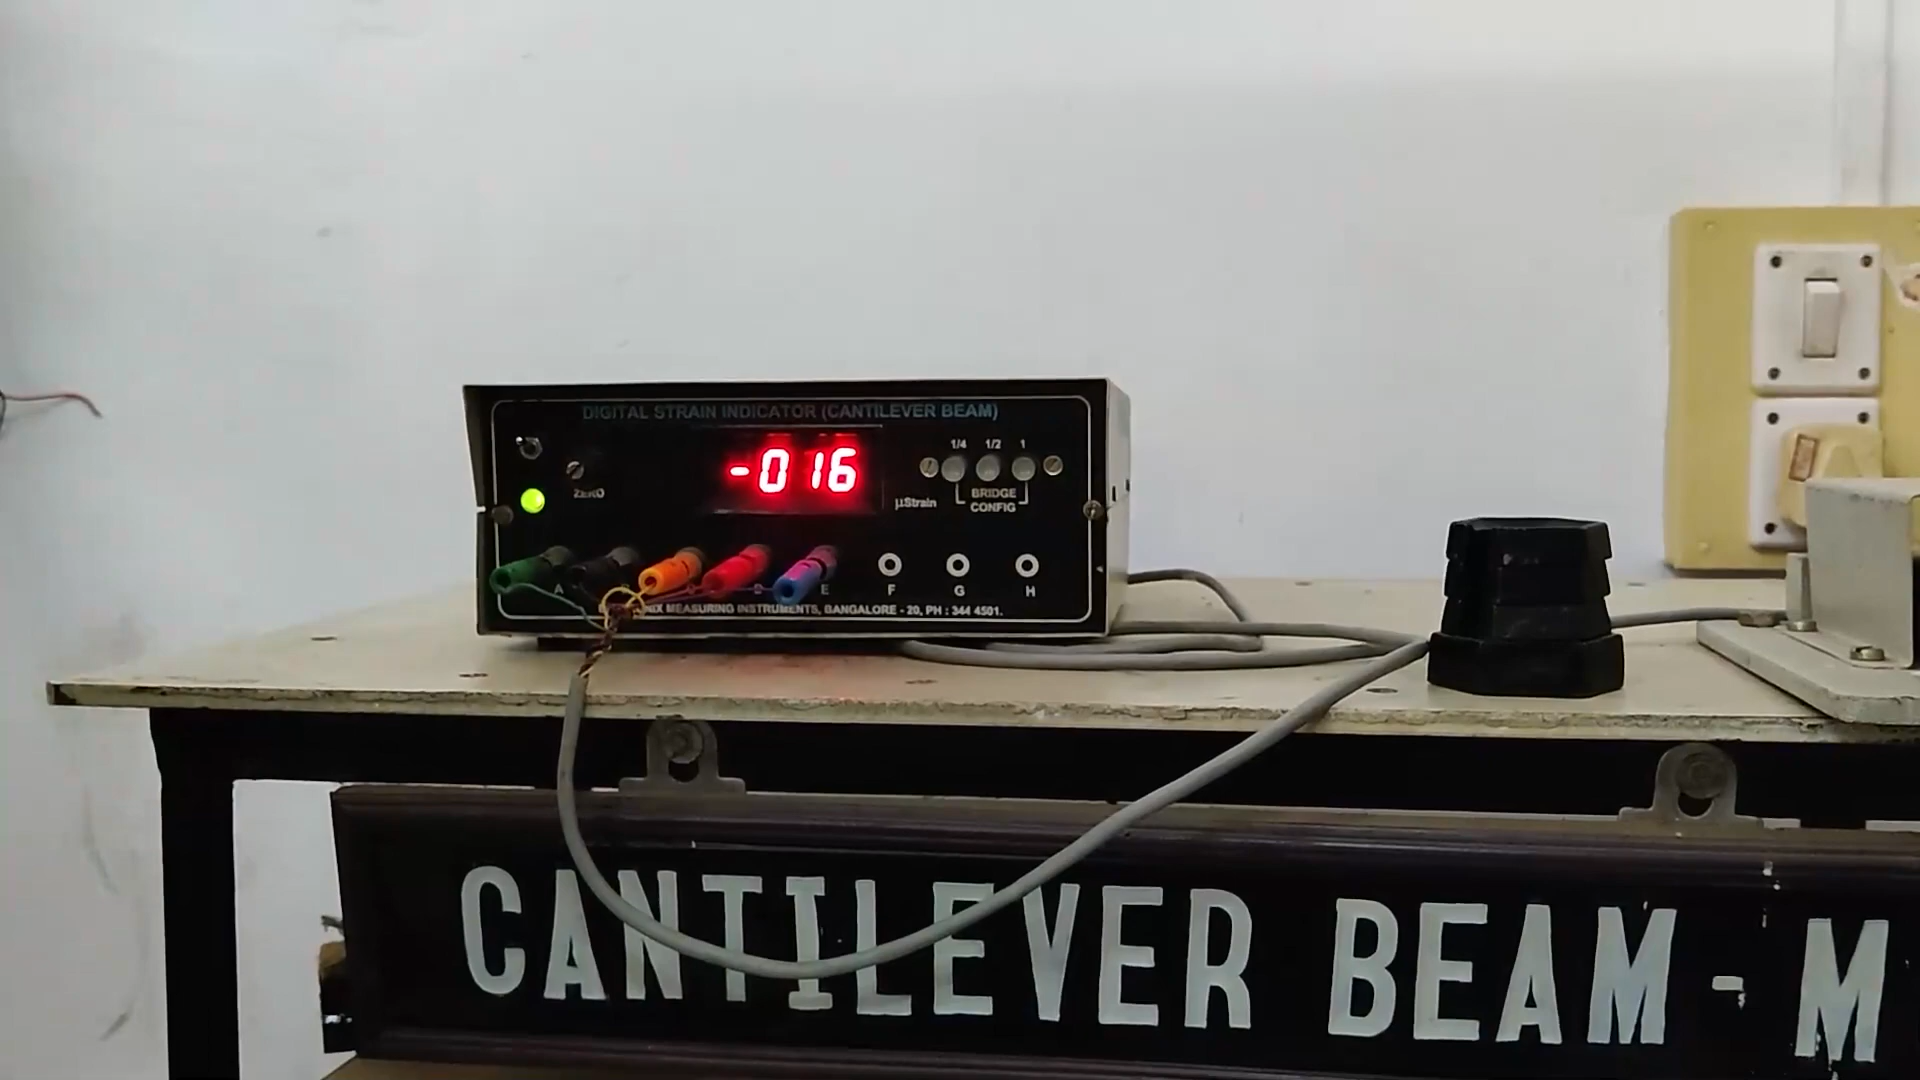 DIGITAL STRAIN INDICATOR (CANTILEVER BEAM)
-016
1/4 1/2 1
ZERO
µStrain
BRIDGE
CONFIG
A E F G H
MEASURING INSTRUMENTS, BANGALORE - 20, PH : 344 4501.
CANTILEVER BEAM - M